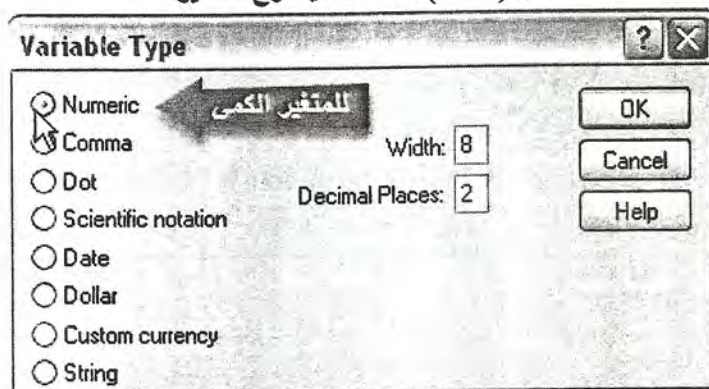 Variable Type
Numeric
للمتغير الكمى
Comma
Dot
Scientific notation
Date
Dollar
Custom currency
String
Width: 8
Decimal Places: 2
OK
Cancel
Help